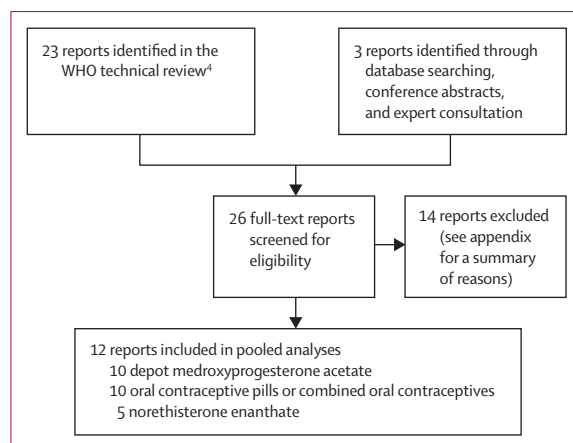 23 reports identified in the
WHO technical review⁴
3 reports identified through
database searching,
conference abstracts,
and expert consultation
26 full-text reports
screened for
eligibility
14 reports excluded
(see appendix
for a summary
of reasons)
12 reports included in pooled analyses
10 depot medroxyprogesterone acetate
10 oral contraceptive pills or combined oral contraceptives
5 norethisterone enanthate